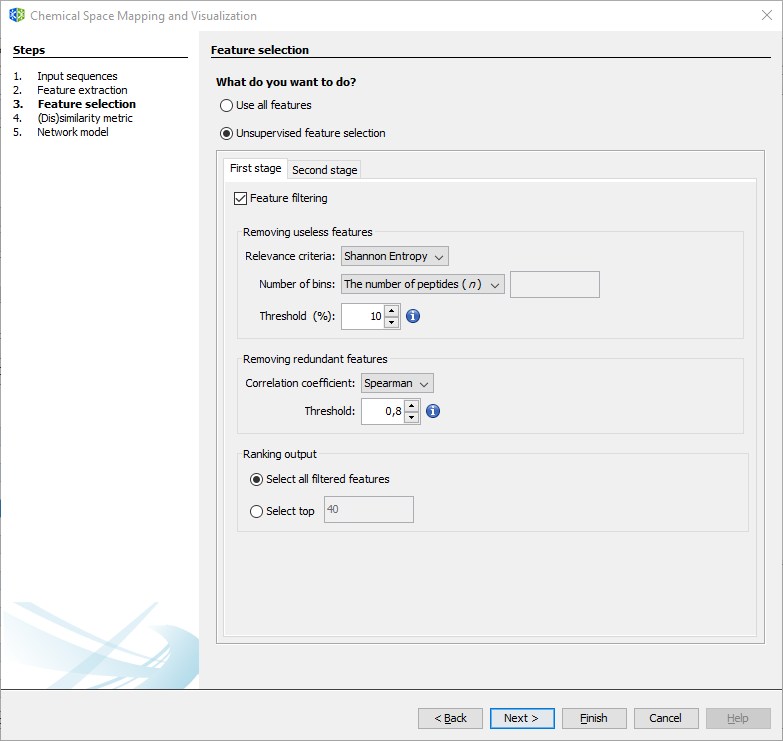 Chemical Space Mapping and Visualization
Steps
1. Input sequences
2. Feature extraction
3. Feature selection
4. (Dis)similarity metric
5. Network model
Feature selection
What do you want to do?
Use all features
Unsupervised feature selection
First stage Second stage
Feature filtering
Removing useless features
Relevance criteria: Shannon Entropy
Number of bins: The number of peptides ( n )
Threshold (%): 10
Removing redundant features
Correlation coefficient: Spearman
Threshold: 0,8
Ranking output
Select all filtered features
Select top 40
< Back Next > Finish Cancel Help